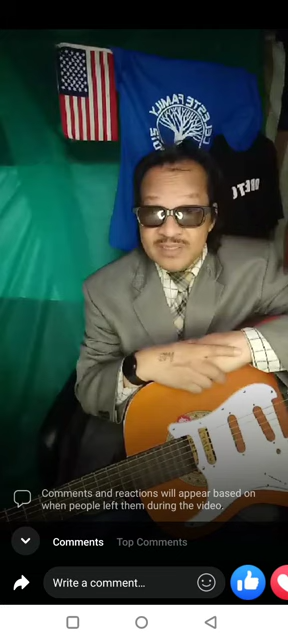 CELESTE FAMILY
Comments and reactions will appear based on
when people left them during the video.
Comments
Top Comments
Write a comment...